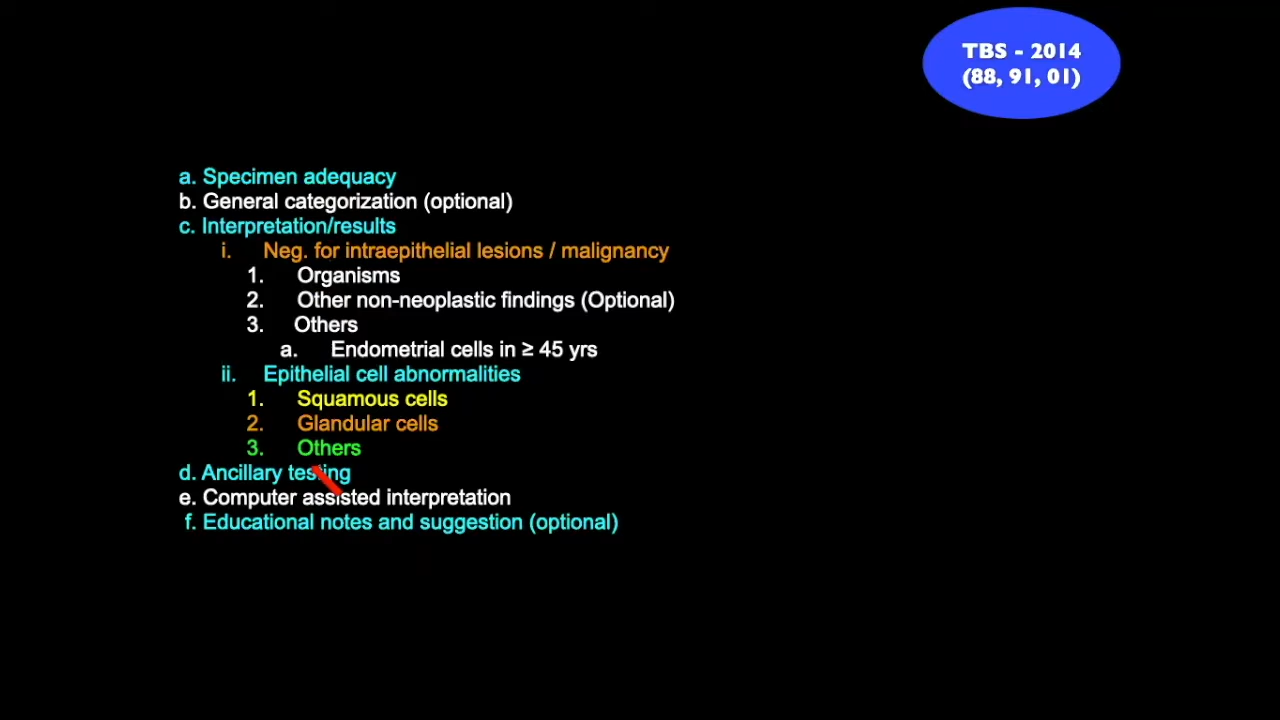 TBS - 2014
(88, 91, 01)
a. Specimen adequacy
b. General categorization (optional)
c. Interpretation/results
i. Neg. for intraepithelial lesions / malignancy
1. Organisms
2. Other non-neoplastic findings (Optional)
3. Others
a. Endometrial cells in ≥ 45 yrs
ii. Epithelial cell abnormalities
1. Squamous cells
2. Glandular cells
3. Others
d. Ancillary testing
e. Computer assisted interpretation
f. Educational notes and suggestion (optional)